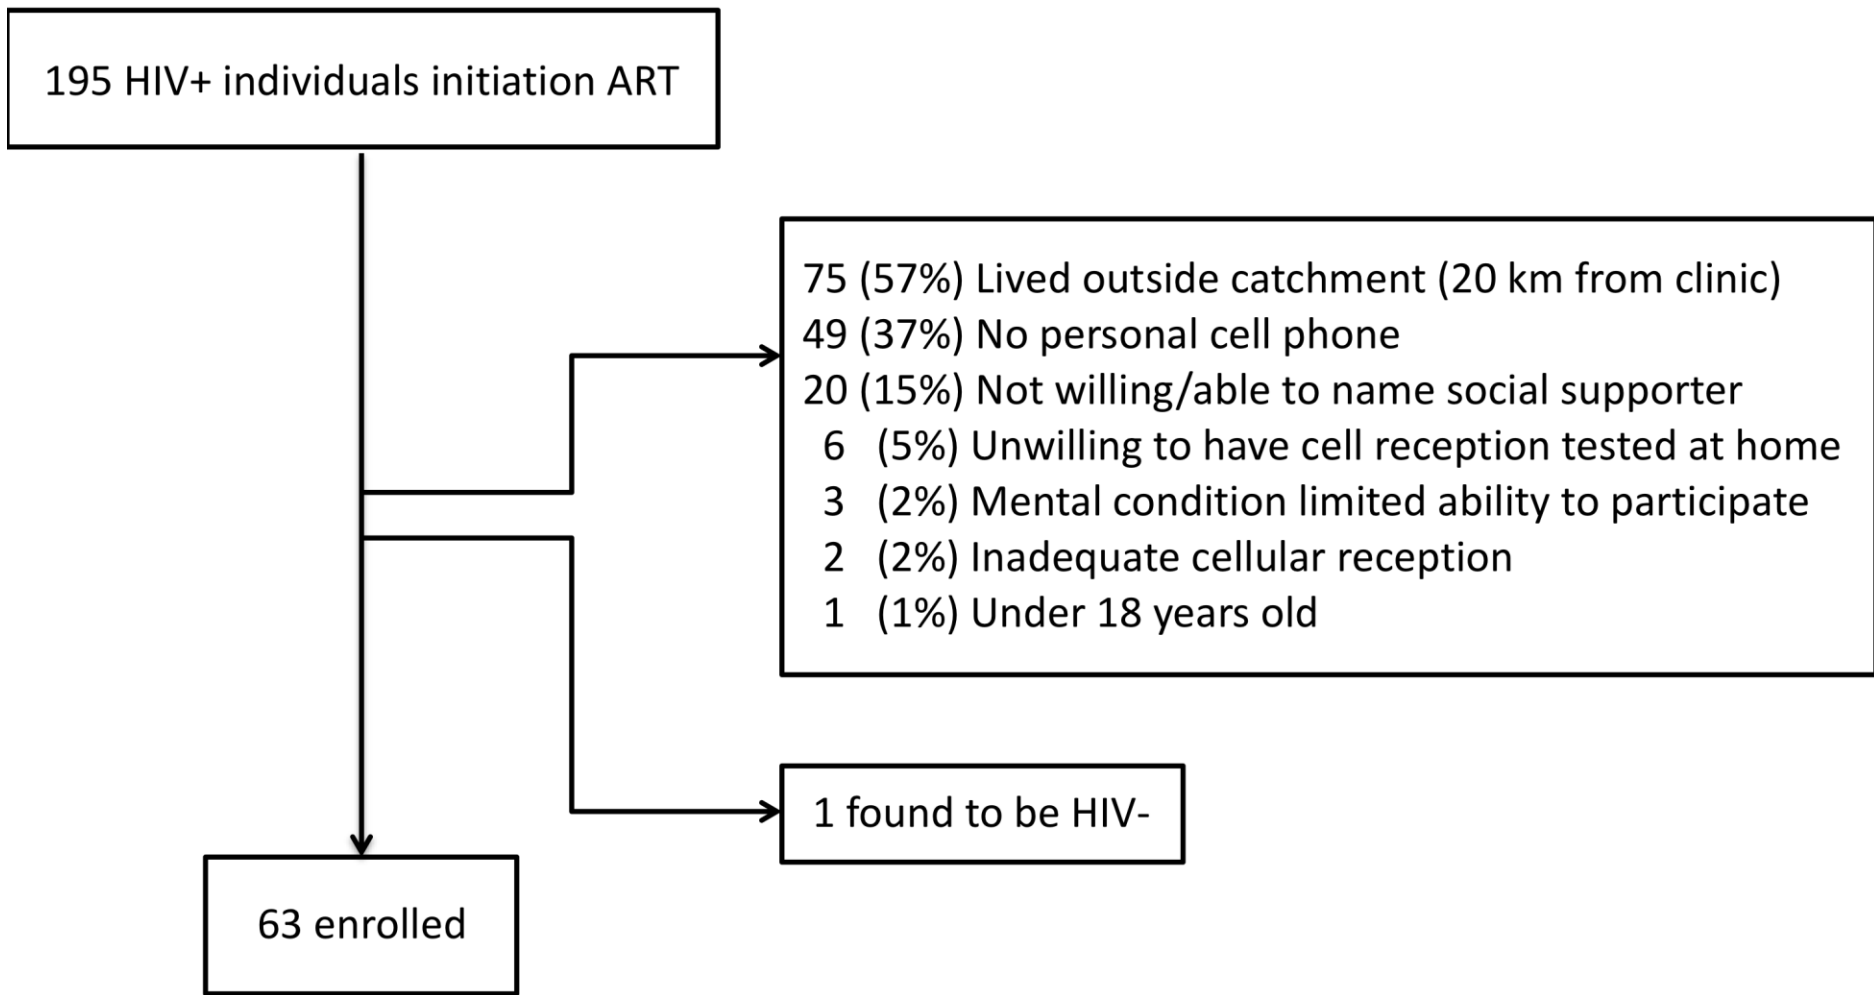 195 HIV+ individuals initiation ART
75 (57%) Lived outside catchment (20 km from clinic)
49 (37%) No personal cell phone
20 (15%) Not willing/able to name social supporter
6 (5%) Unwilling to have cell reception tested at home
3 (2%) Mental condition limited ability to participate
2 (2%) Inadequate cellular reception
1 (1%) Under 18 years old
1 found to be HIV-
63 enrolled